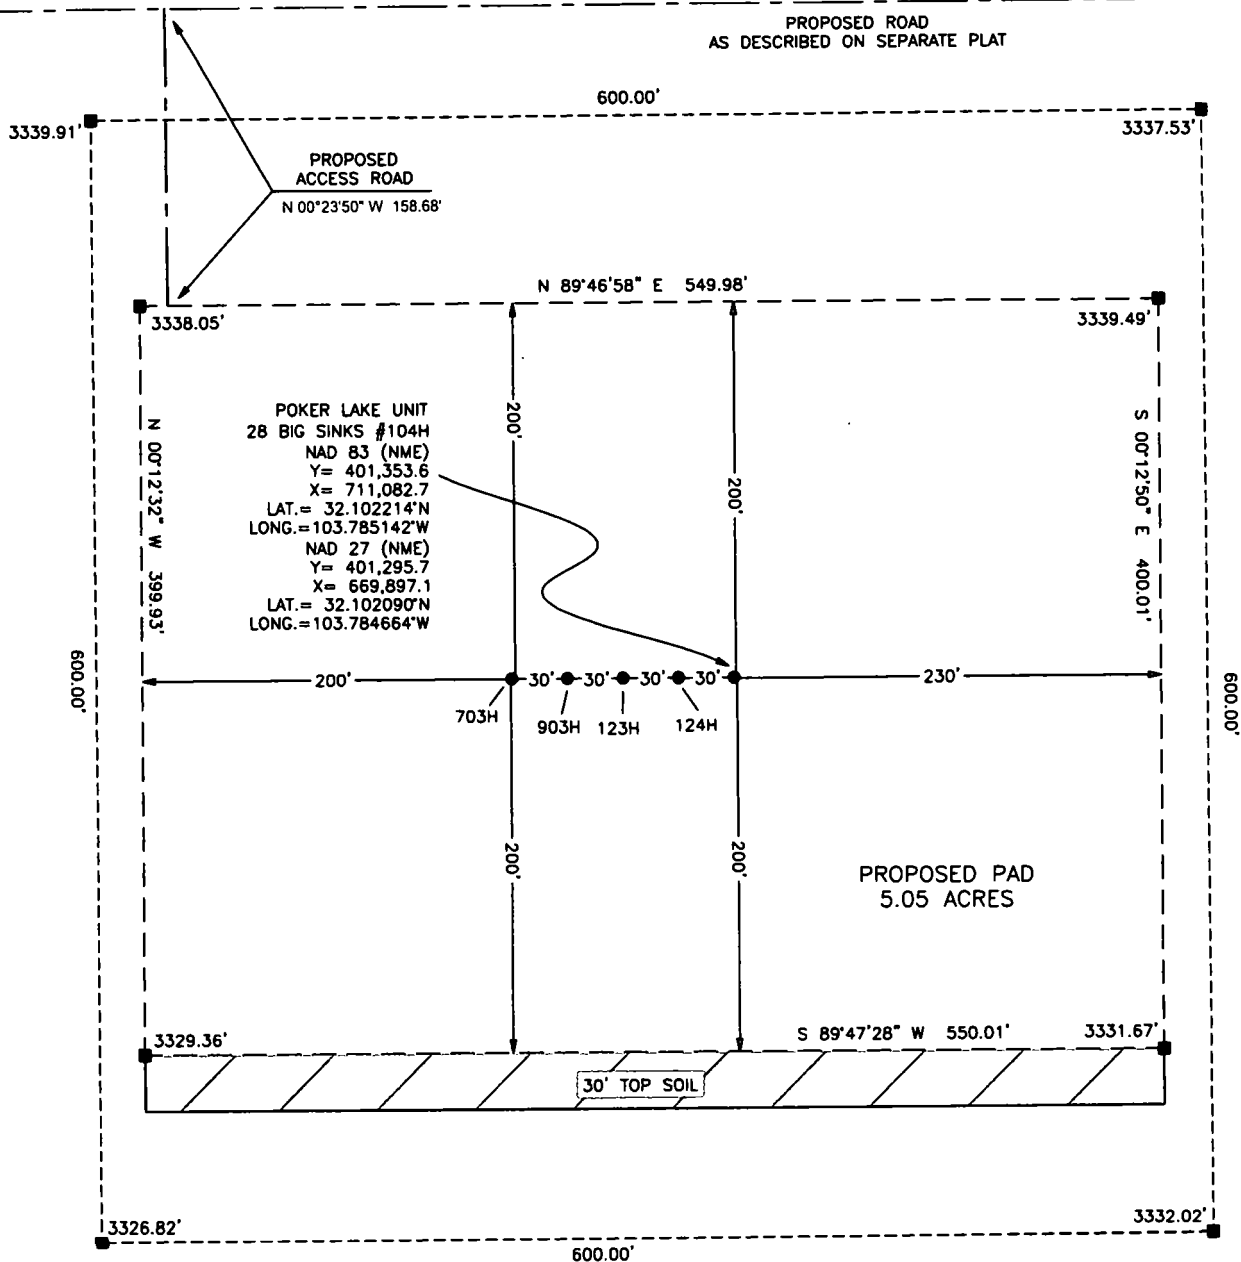 PROPOSED ROAD
AS DESCRIBED ON SEPARATE PLAT
600.00'
3339.91'
3337.53'
PROPOSED
ACCESS ROAD
N 00°23'50" W 158.68'
N 89°46'58" E 549.98'
3338.05'
3339.49'
POKER LAKE UNIT
28 BIG SINKS #104H
NAD 83 (NME)
Y= 401,353.6
X= 711,082.7
LAT.= 32.102214°N
LONG.=103.785142°W
NAD 27 (NME)
Y= 401,295.7
X= 669,897.1
LAT.= 32.102090°N
LONG.=103.784664°W
N 00°12'32" W 399.93'
200'
200'
S 00°12'50" E 400.01'
600.00'
200'
30'
30'
30'
30'
230'
600.00'
703H
903H
123H
124H
200'
200'
PROPOSED PAD
5.05 ACRES
3329.36'
S 89°47'28" W 550.01'
3331.67'
30' TOP SOIL
3326.82'
3332.02'
600.00'